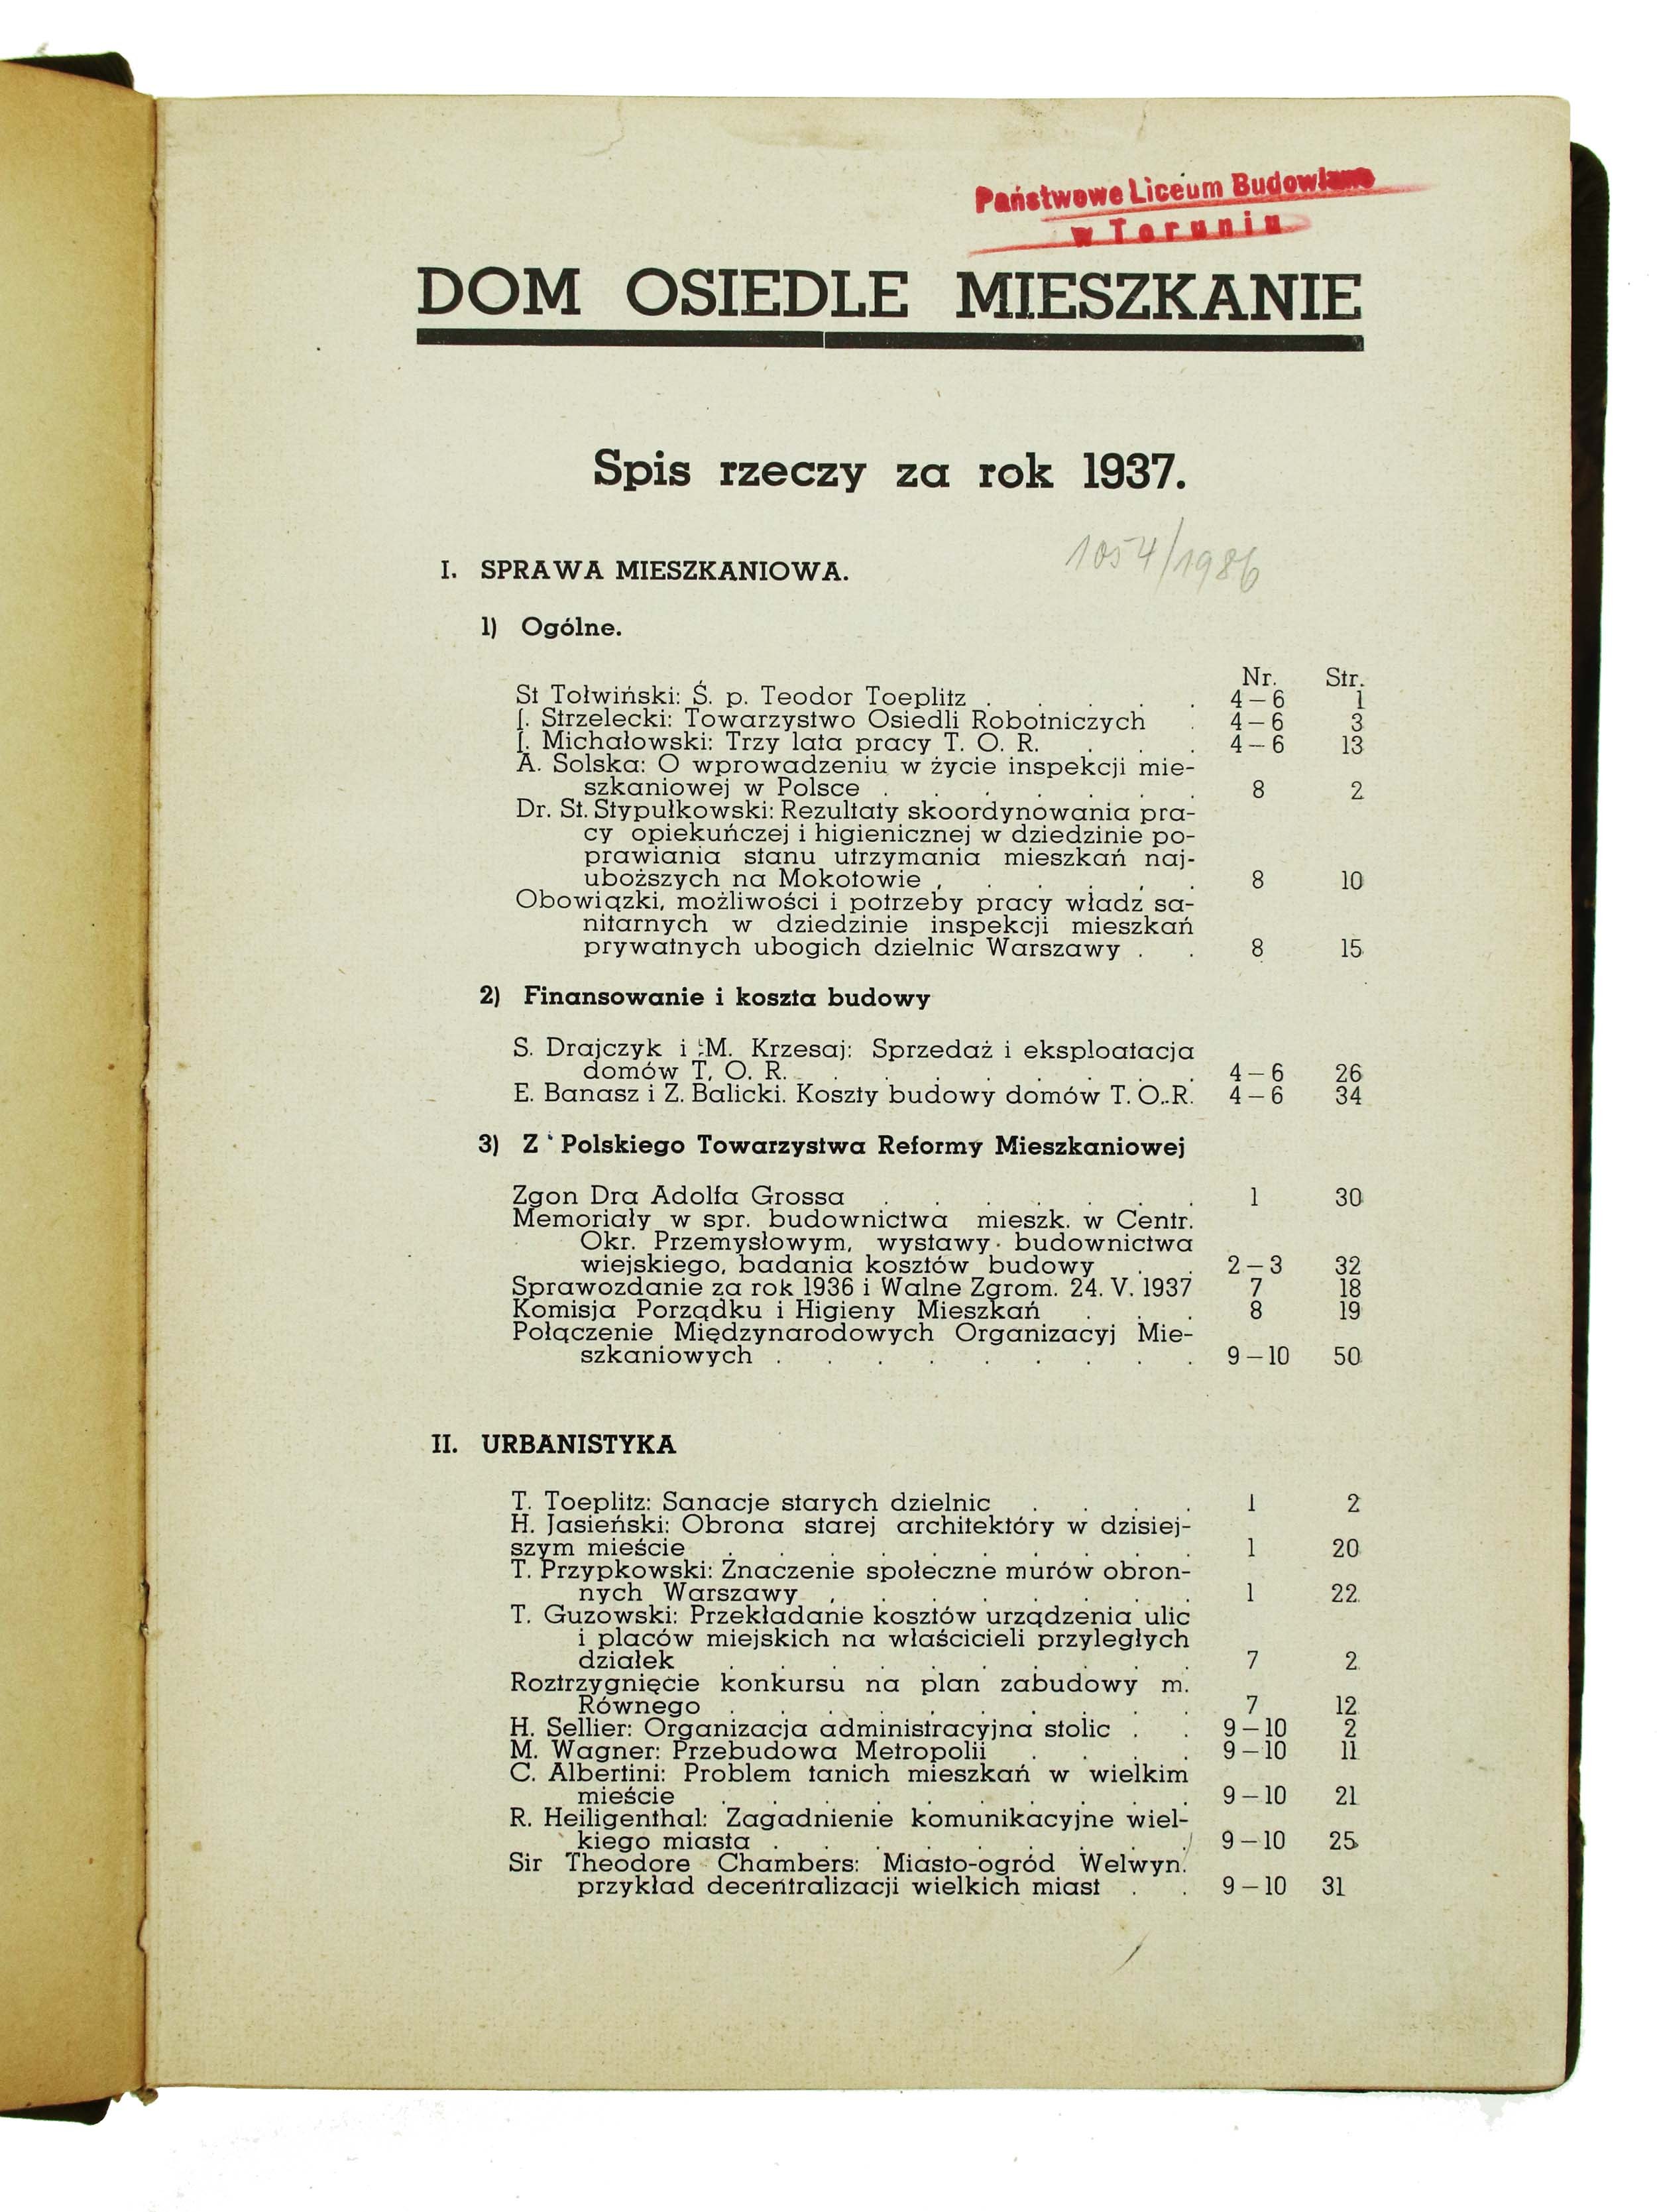 Państwowe Liceum Budowlane
w Toruniu
DOM OSIEDLE MIESZKANIE
Spis rzeczy za rok 1937.
1054/1986
I. SPRAWA MIESZKANIOWA.
1) Ogólne.
Nr. Str.
St Tołwiński: Ś. p. Teodor Toeplitz . . . . . 4–6 1
J. Strzelecki: Towarzystwo Osiedli Robotniczych . 4–6 3
J. Michałowski: Trzy lata pracy T. O. R. . . . 4–6 13
A. Solska: O wprowadzeniu w życie inspekcji mie-
szkaniowej w Polsce . . . . . . . 8 2
Dr. St. Stypułkowski: Rezultaty skoordynowania pra-
cy opiekuńczej i higienicznej w dziedzinie po-
prawiania stanu utrzymania mieszkań naj-
uboższych na Mokotowie , . . . , . 8 10
Obowiązki, możliwości i potrzeby pracy władz sa-
nitarnych w dziedzinie inspekcji mieszkań
prywatnych ubogich dzielnic Warszawy . . 8 15
2) Finansowanie i koszta budowy
S. Drajczyk i M. Krzesaj: Sprzedaż i eksploatacja
domów T, O. R. . . . . . . . . 4–6 26
E. Banasz i Z. Balicki. Koszty budowy domów T. O. R. 4–6 34
3) Z Polskiego Towarzystwa Reformy Mieszkaniowej
Zgon Dra Adolfa Grossa . . . . . . . 1 30
Memoriały w spr. budownictwa mieszk. w Centr.
Okr. Przemysłowym, wystawy budownictwa
wiejskiego, badania kosztów budowy . . 2–3 32
Sprawozdanie za rok 1936 i Walne Zgrom. 24. V. 1937 7 18
Komisja Porządku i Higieny Mieszkań . . . 8 19
Połączenie Międzynarodowych Organizacyj Mie-
szkaniowych . . . . . . . . . 9–10 50
II. URBANISTYKA
T. Toeplitz: Sanacje starych dzielnic . . . . 1 2
H. Jasieński: Obrona starej architektóry w dzisiej-
szym mieście . . . . . . . . . . 1 20
T. Przypkowski: Znaczenie społeczne murów obron-
nych Warszawy , . . . . . . . 1 22
T. Guzowski: Przekładanie kosztów urządzenia ulic
i placów miejskich na właścicieli przyległych
działek . . . . . . . . . . 7 2
Roztrzygnięcie konkursu na plan zabudowy m.
Równego . . . . . . . . . . 7 12
H. Sellier: Organizacja administracyjna stolic . . 9–10 2
M. Wagner: Przebudowa Metropolii . . . . 9–10 11
C. Albertini: Problem tanich mieszkań w wielkim
mieście . . . . . . . . . . 9–10 21
R. Heiligenthal: Zagadnienie komunikacyjne wiel-
kiego miasta . . . . . . . . . 9–10 25
Sir Theodore Chambers: Miasto-ogród Welwyn.
przykład decentralizacji wielkich miast . . 9–10 31